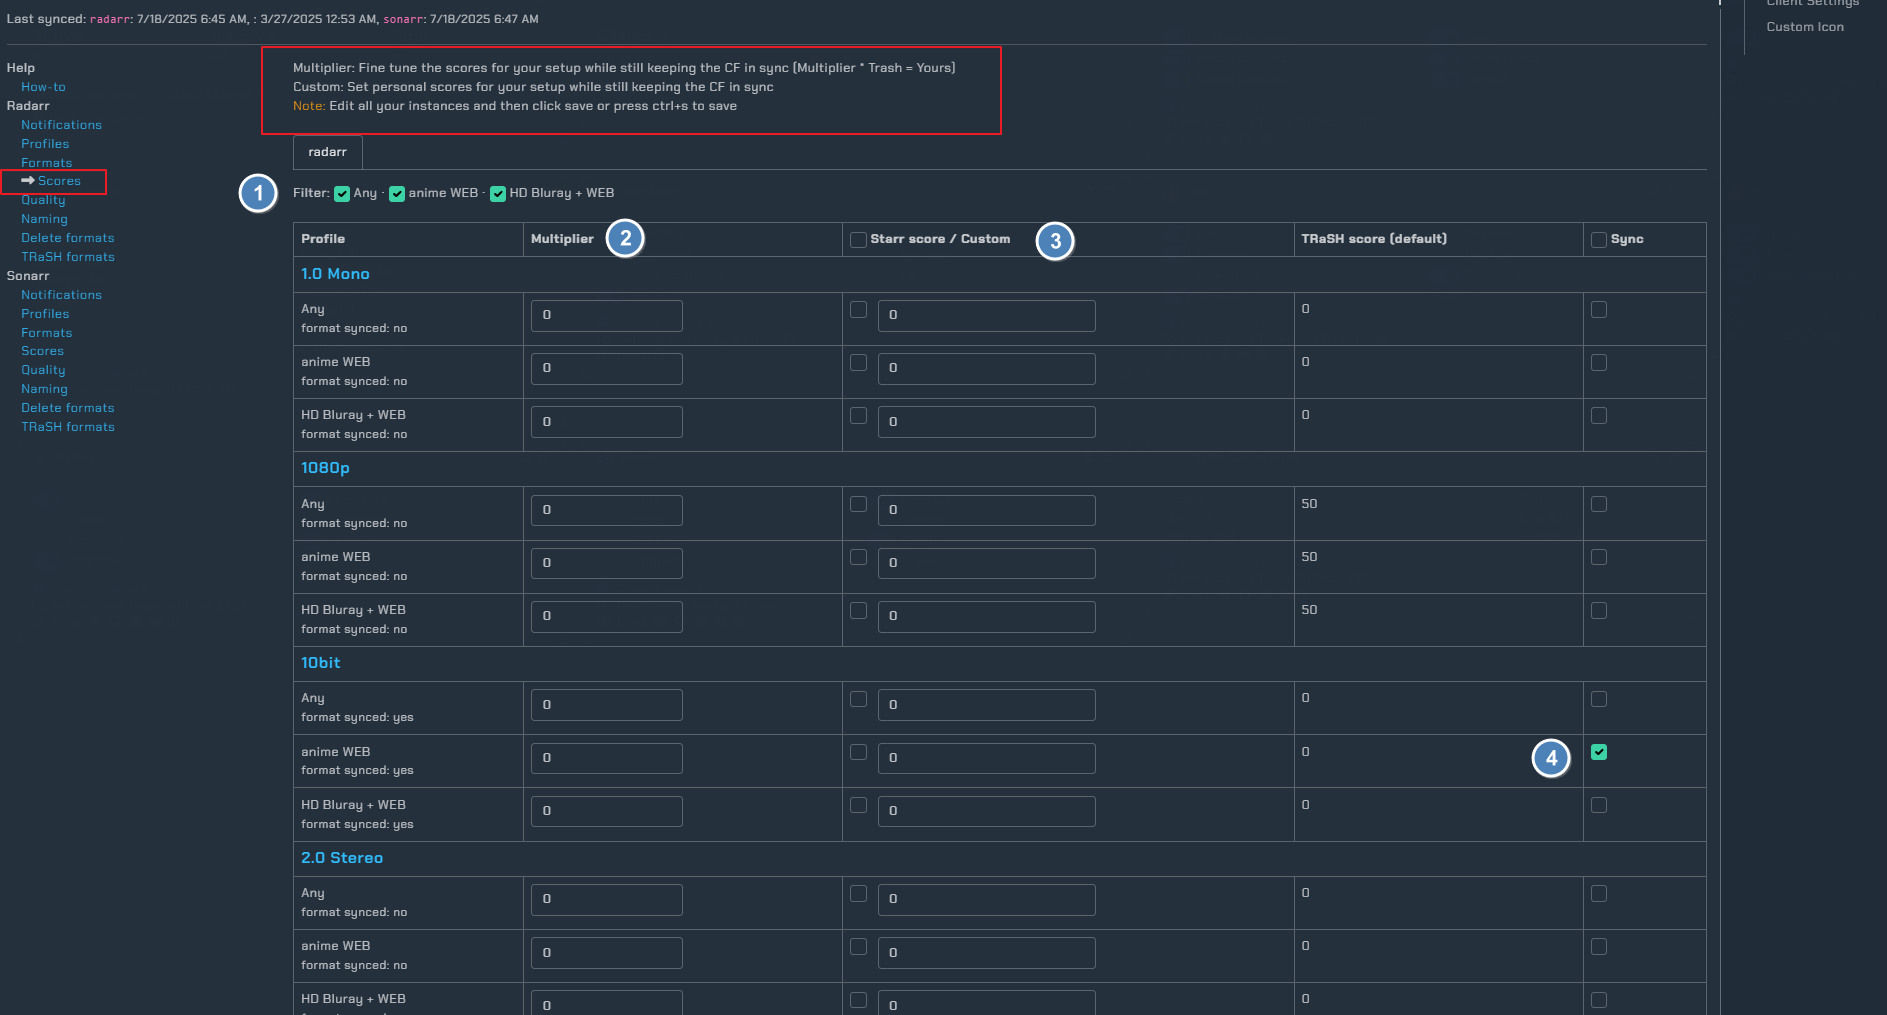 Last synced: radarr: 7/18/2025 6:45 AM, : 3/27/2025 12:53 AM, sonarr: 7/18/2025 6:47 AM
Client Settings
Custom Icon
Help
How-to
Radarr
Notifications
Profiles
Formats
Scores
Quality
Naming
Delete formats
TRaSH formats
Sonarr
Notifications
Profiles
Formats
Scores
Quality
Naming
Delete formats
TRaSH formats
Multiplier: Fine tune the scores for your setup while still keeping the CF in sync (Multiplier * Trash = Yours)
Custom: Set personal scores for your setup while still keeping the CF in sync
Note: Edit all your instances and then click save or press ctrl+s to save
radarr
1 Filter: Any · anime WEB · HD Bluray + WEB
Profile Multiplier 2 Starr score / Custom 3 TRaSH score (default) Sync
1.0 Mono
Any 0 0 0
format synced: no
anime WEB 0 0 0
format synced: no
HD Bluray + WEB 0 0 0
format synced: no
1080p
Any 0 0 50
format synced: no
anime WEB 0 0 50
format synced: no
HD Bluray + WEB 0 0 50
format synced: no
10bit
Any 0 0 0
format synced: yes
anime WEB 0 0 0 4
format synced: yes
HD Bluray + WEB 0 0 0
format synced: yes
2.0 Stereo
Any 0 0 0
format synced: no
anime WEB 0 0 0
format synced: no
HD Bluray + WEB 0 0 0